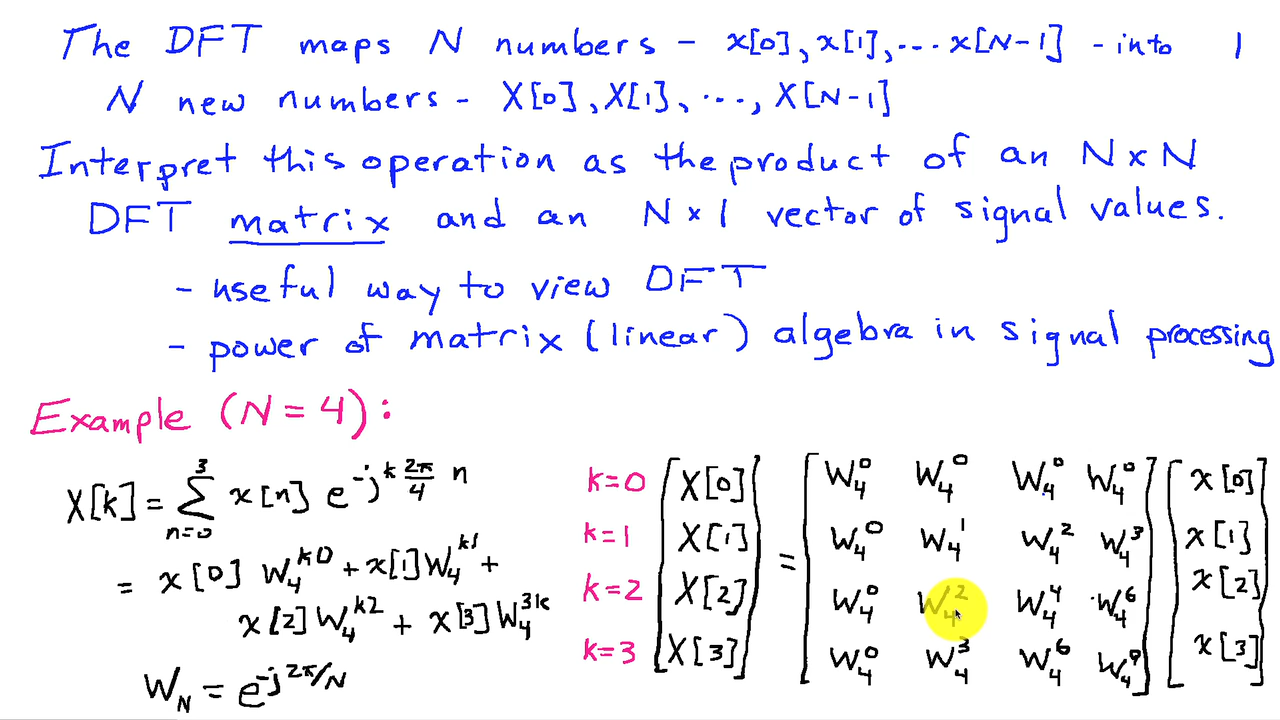 The DFT maps N numbers - x[0], x[1], ... x[N-1] - into 1
N new numbers - X[0], X[1], ..., X[N-1]
Interpret this operation as the product of an N x N
DFT matrix and an N x 1 vector of signal values.
- useful way to view DFT
- power of matrix (linear) algebra in signal processing
Example (N = 4):
X[k] = Σ_{n=0}^{3} x[n] e^{-jk 2π/4 n}
= x[0] W_4^{k0} + x[1] W_4^{k1} +
x[2] W_4^{k2} + x[3] W_4^{3k}
W_N = e^{-j2π/N}
k=0 [X[0]] [W_4^0 W_4^0 W_4^0 W_4^0] [x[0]]
k=1 [X[1]] = [W_4^0 W_4^1 W_4^2 W_4^3] [x[1]]
k=2 [X[2]] [W_4^0 W_4^2 W_4^4 W_4^6] [x[2]]
k=3 [X[3]] [W_4^0 W_4^3 W_4^6 W_4^9] [x[3]]